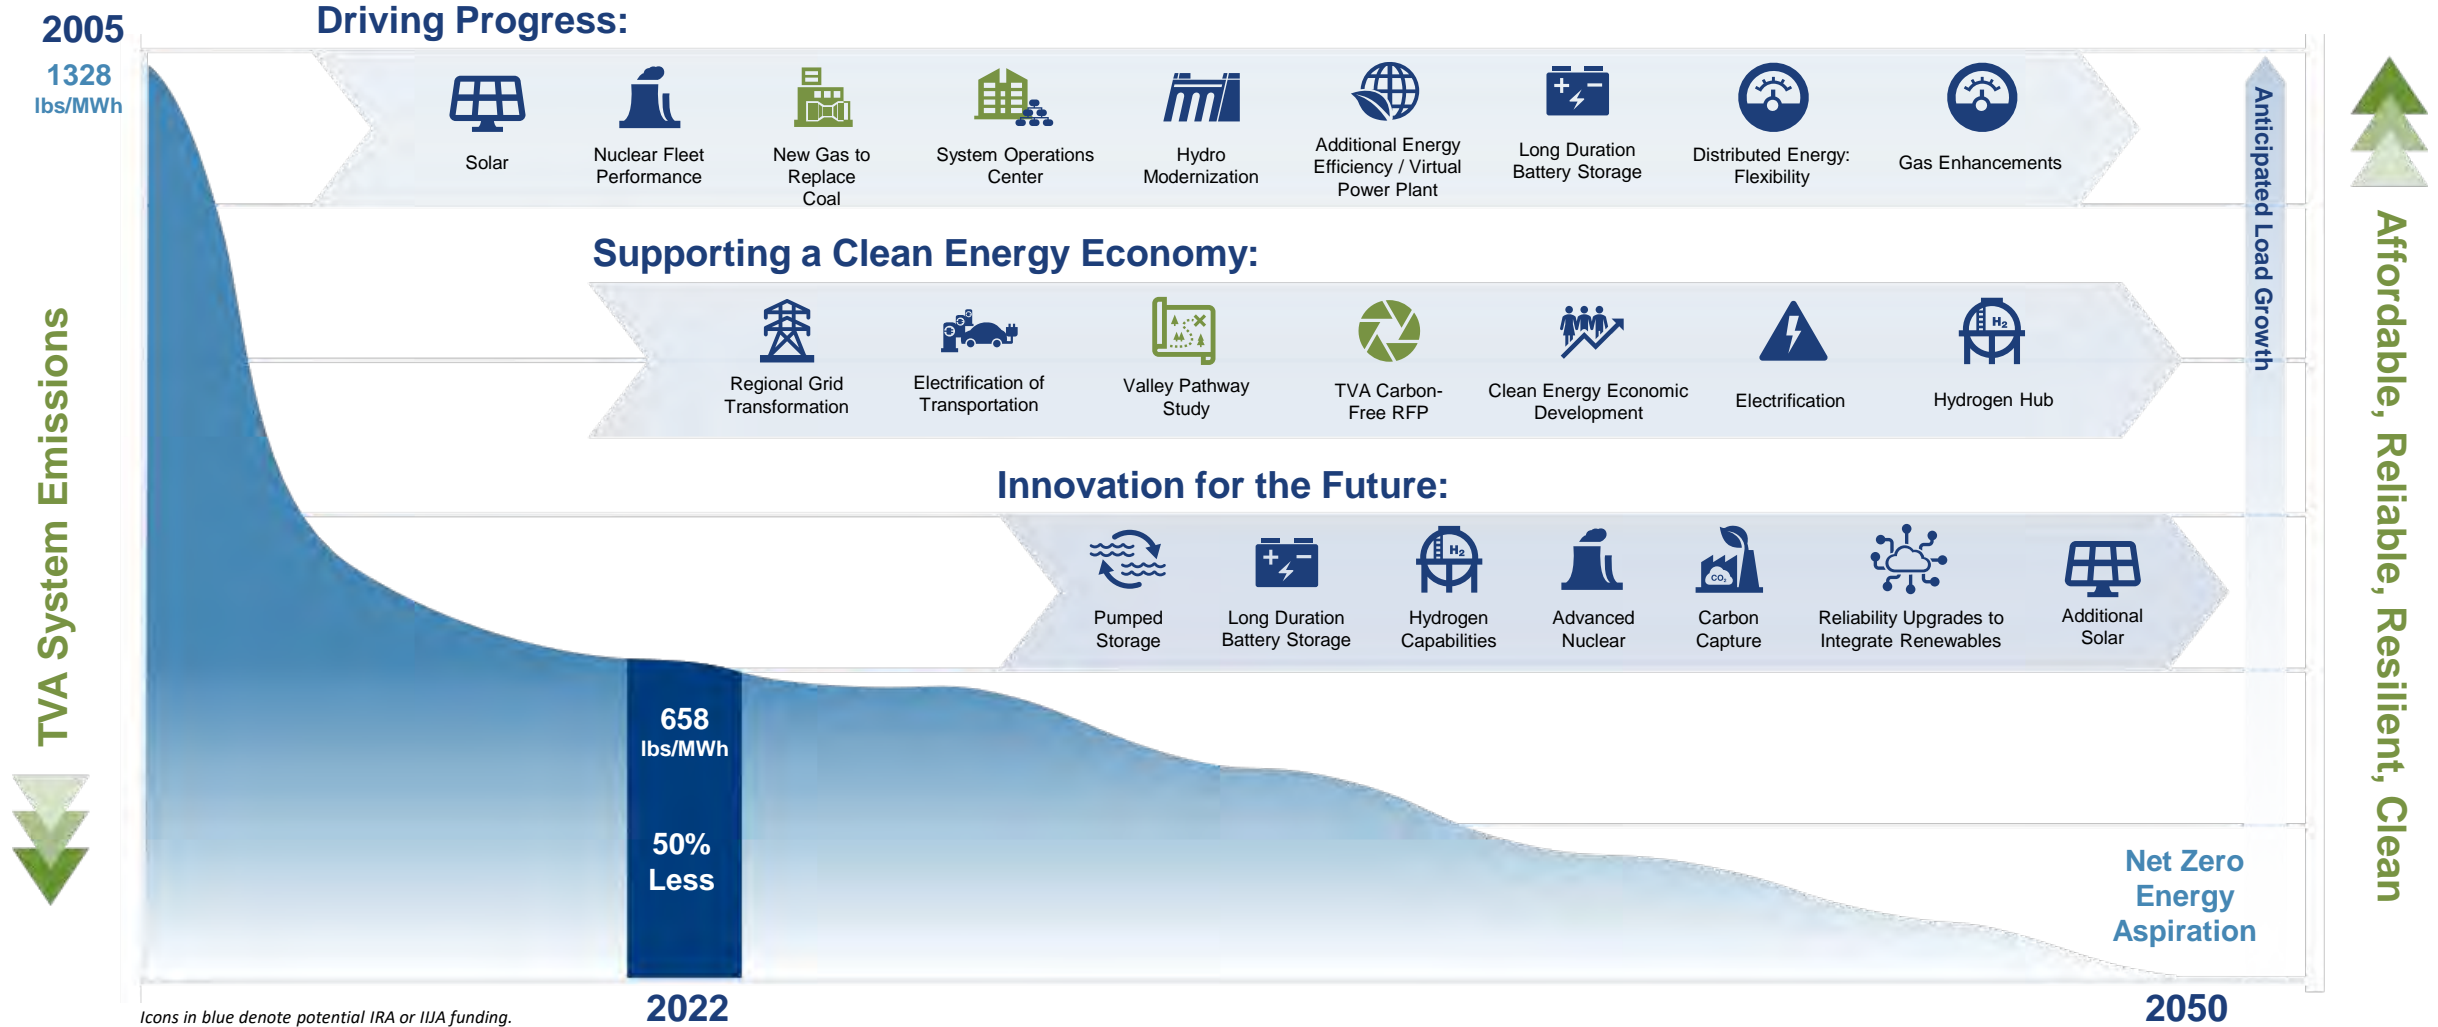 2005
1328
lbs/MWh
Driving Progress:
Solar
Nuclear Fleet
Performance
New Gas to
Replace
Coal
System Operations
Center
Hydro
Modernization
Additional Energy
Efficiency / Virtual
Power Plant
Long Duration
Battery Storage
Distributed Energy:
Flexibility
Gas Enhancements
Supporting a Clean Energy Economy:
Regional Grid
Transformation
Electrification of
Transportation
Valley Pathway
Study
TVA Carbon-
Free RFP
Clean Energy Economic
Development
Electrification
H₂
Hydrogen Hub
Innovation for the Future:
Pumped
Storage
Long Duration
Battery Storage
H₂
Hydrogen
Capabilities
Advanced
Nuclear
CO₂
Carbon
Capture
Reliability Upgrades to
Integrate Renewables
Additional
Solar
Anticipated Load Growth
TVA System Emissions
Affordable, Reliable, Resilient, Clean
658
lbs/MWh
50%
Less
Net Zero
Energy
Aspiration
2022
2050
Icons in blue denote potential IRA or IIJA funding.